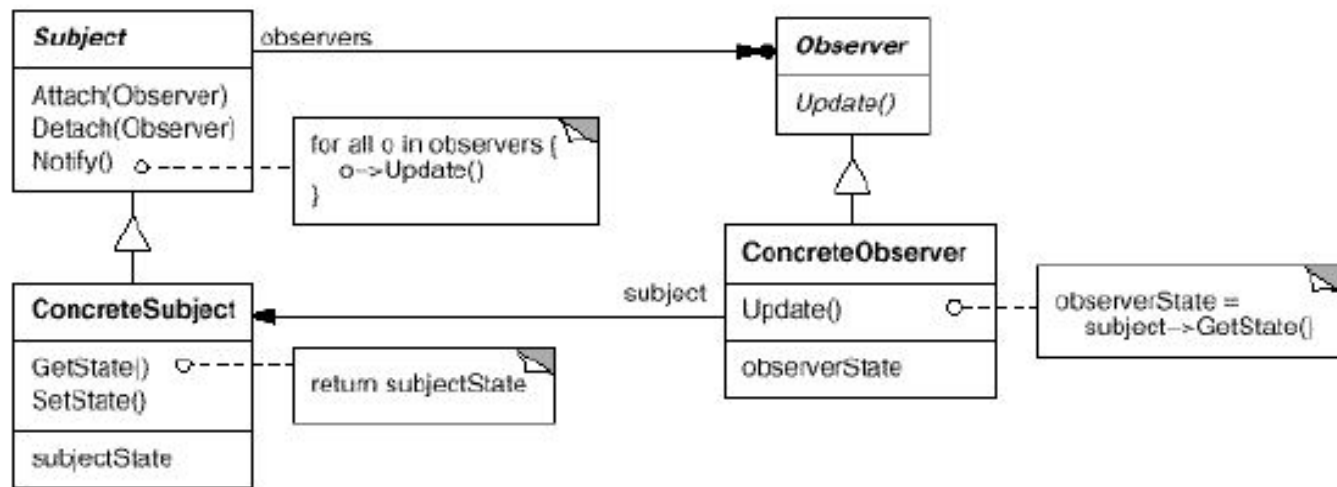 Subject
Attach(Observer)
Detach(Observer)
Notify()
observers
for all o in observers {
o->Update()
}
Observer
Update()
ConcreteSubject
GetState()
SetState()
subjectState
return subjectState
subject
ConcreteObserver
Update()
observerState
observerState =
subject->GetState()